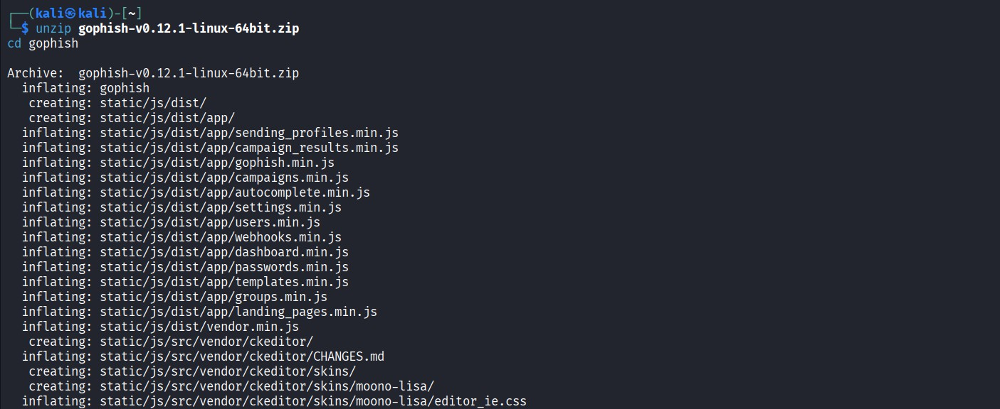 ┌──(kali㉿kali)-[~]
└─$ unzip gophish-v0.12.1-linux-64bit.zip
cd gophish
Archive:  gophish-v0.12.1-linux-64bit.zip
  inflating: gophish
   creating: static/js/dist/
   creating: static/js/dist/app/
  inflating: static/js/dist/app/sending_profiles.min.js
  inflating: static/js/dist/app/campaign_results.min.js
  inflating: static/js/dist/app/gophish.min.js
  inflating: static/js/dist/app/campaigns.min.js
  inflating: static/js/dist/app/autocomplete.min.js
  inflating: static/js/dist/app/settings.min.js
  inflating: static/js/dist/app/users.min.js
  inflating: static/js/dist/app/webhooks.min.js
  inflating: static/js/dist/app/dashboard.min.js
  inflating: static/js/dist/app/passwords.min.js
  inflating: static/js/dist/app/templates.min.js
  inflating: static/js/dist/app/groups.min.js
  inflating: static/js/dist/app/landing_pages.min.js
  inflating: static/js/dist/vendor.min.js
   creating: static/js/src/vendor/ckeditor/
  inflating: static/js/src/vendor/ckeditor/CHANGES.md
   creating: static/js/src/vendor/ckeditor/skins/
   creating: static/js/src/vendor/ckeditor/skins/moono-lisa/
  inflating: static/js/src/vendor/ckeditor/skins/moono-lisa/editor_ie.css